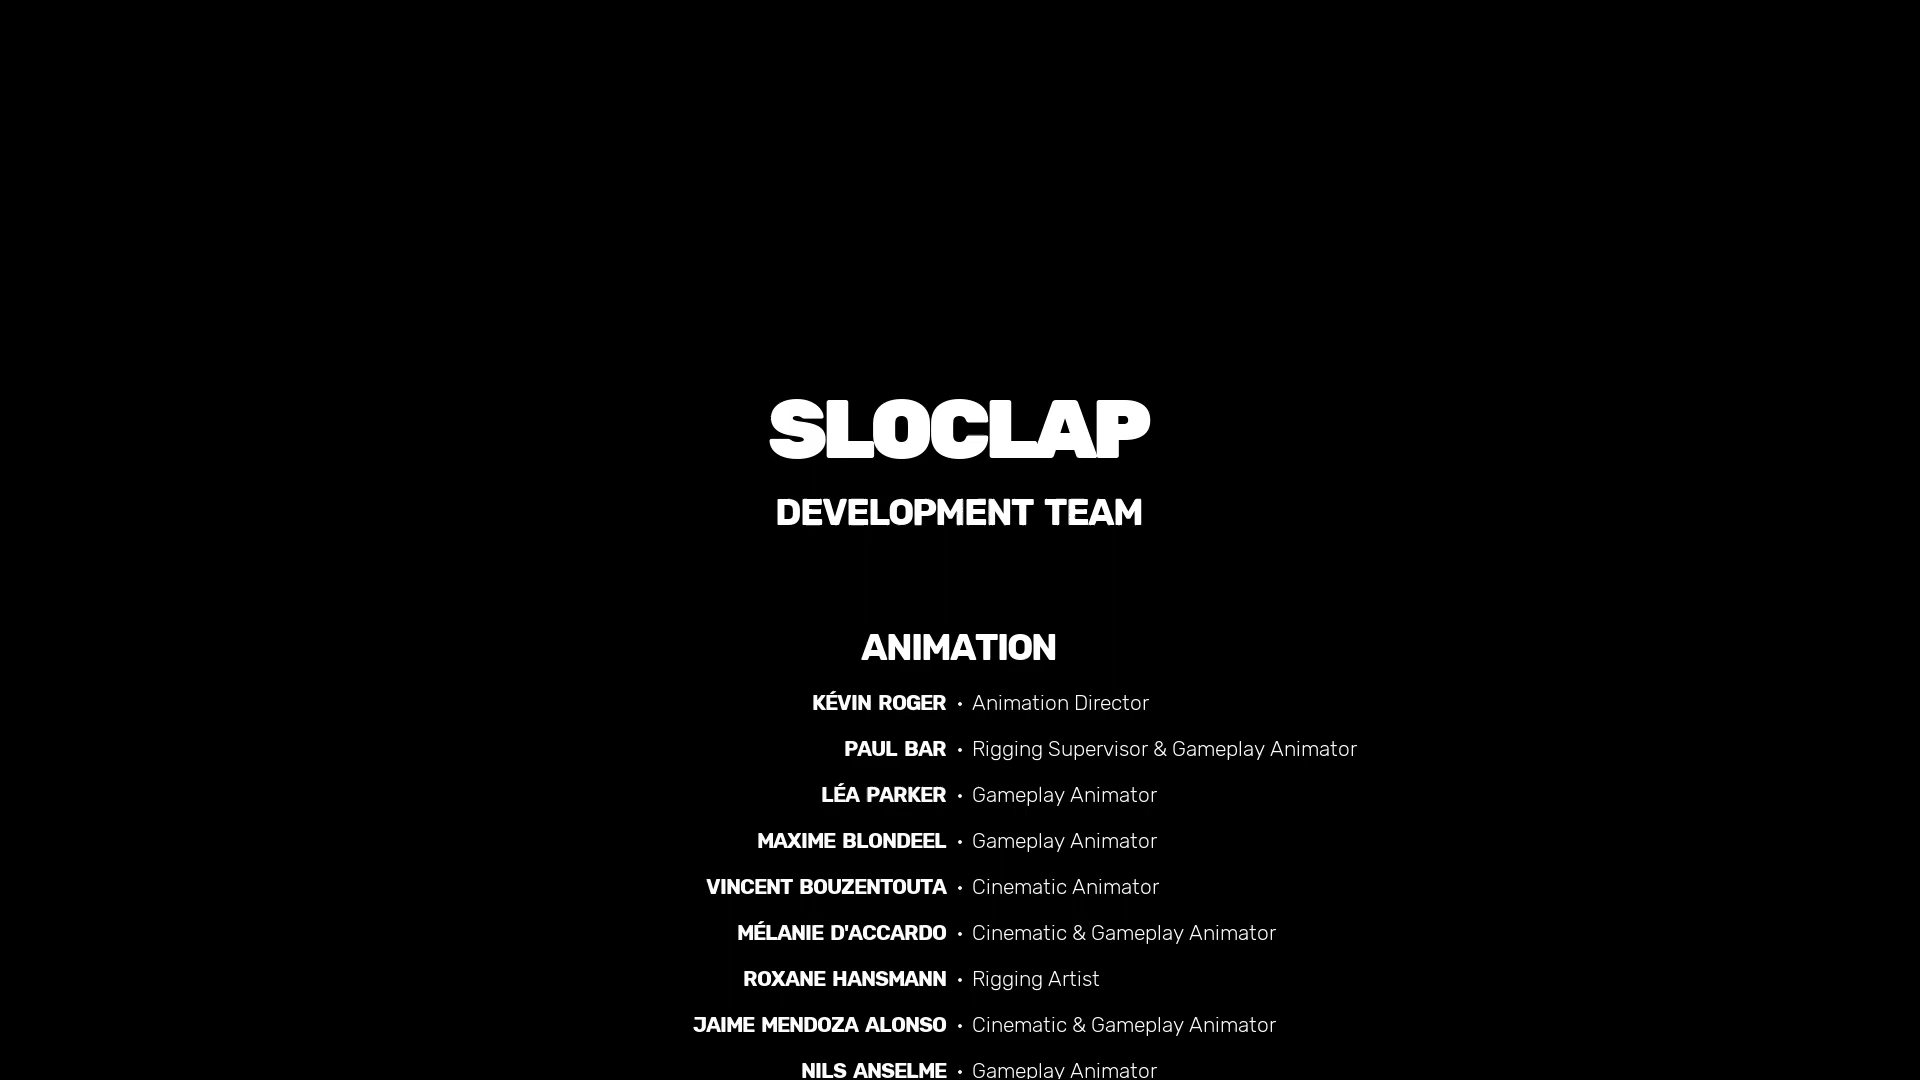 SLOCLAP
DEVELOPMENT TEAM
ANIMATION
KÉVIN ROGER • Animation Director
PAUL BAR • Rigging Supervisor & Gameplay Animator
LÉA PARKER • Gameplay Animator
MAXIME BLONDEEL • Gameplay Animator
VINCENT BOUZENTOUTA • Cinematic Animator
MÉLANIE D'ACCARDO • Cinematic & Gameplay Animator
ROXANE HANSMANN • Rigging Artist
JAIME MENDOZA ALONSO • Cinematic & Gameplay Animator
NILS ANSELME • Gameplay Animator